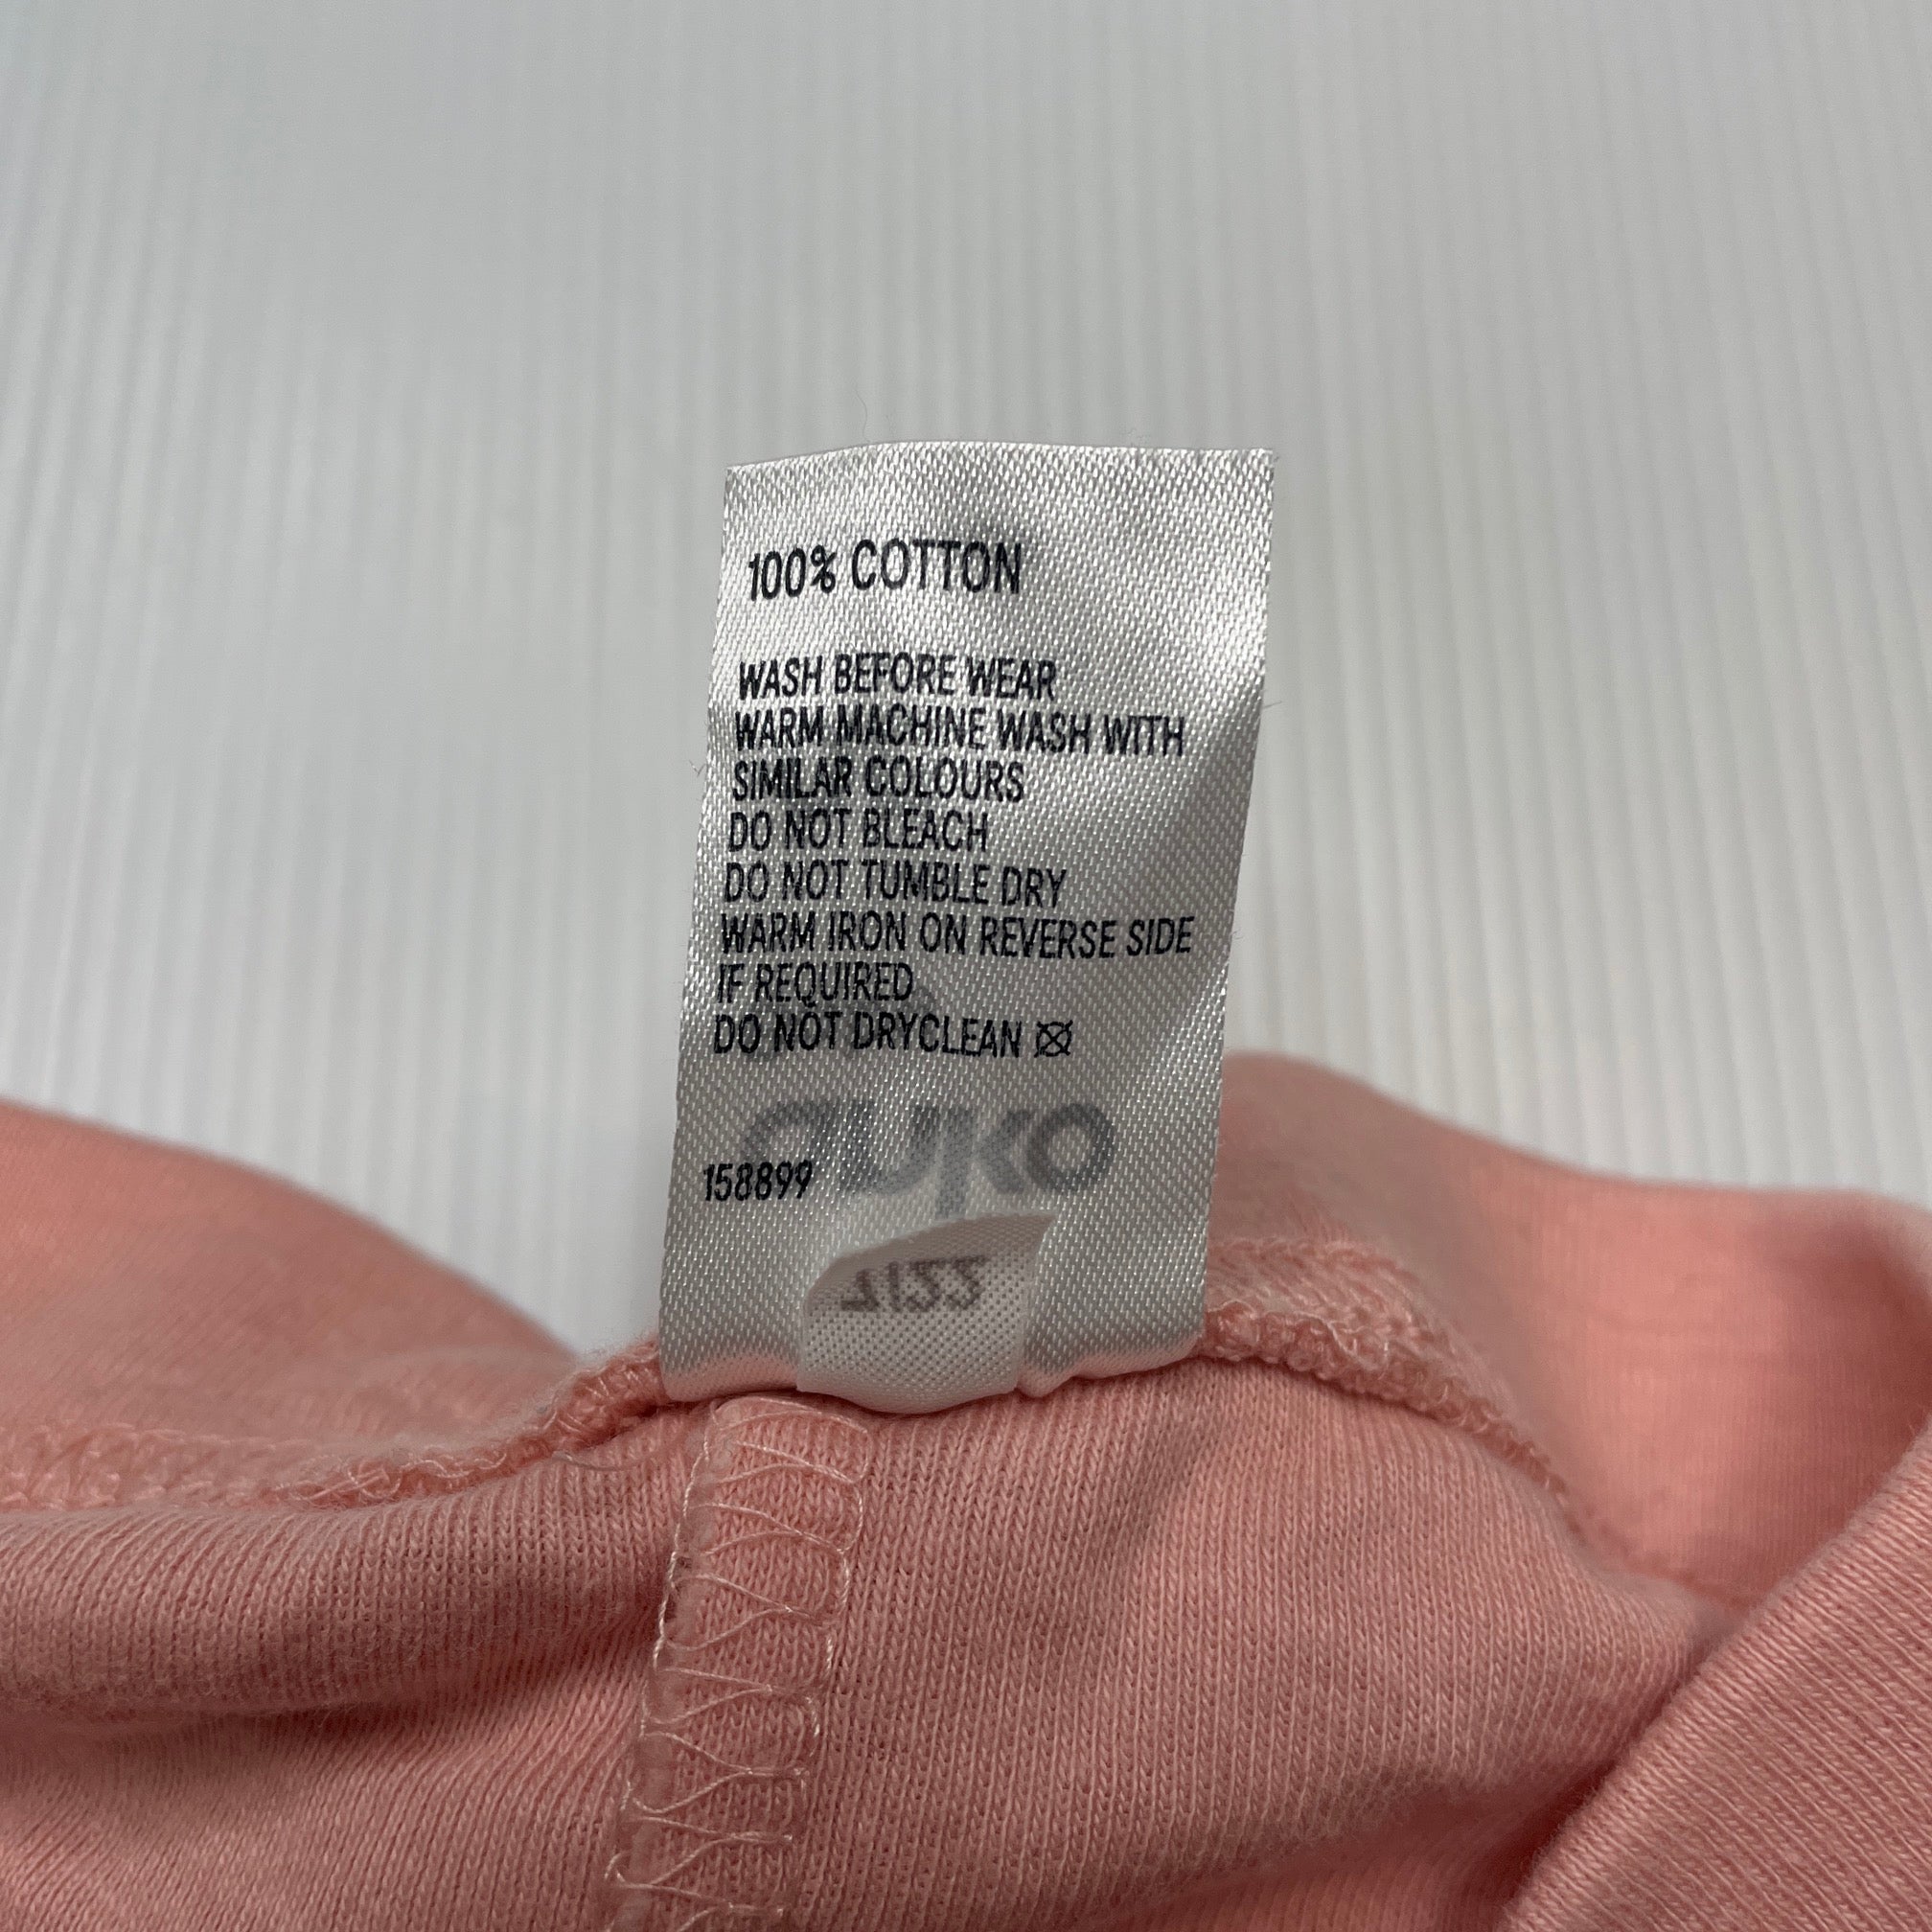 100% COTTON
WASH BEFORE WEAR
WARM MACHINE WASH WITH
SIMILAR COLOURS
DO NOT BLEACH
DO NOT TUMBLE DRY
WARM IRON ON REVERSE SIDE
IF REQUIRED
DO NOT DRYCLEAN
158899